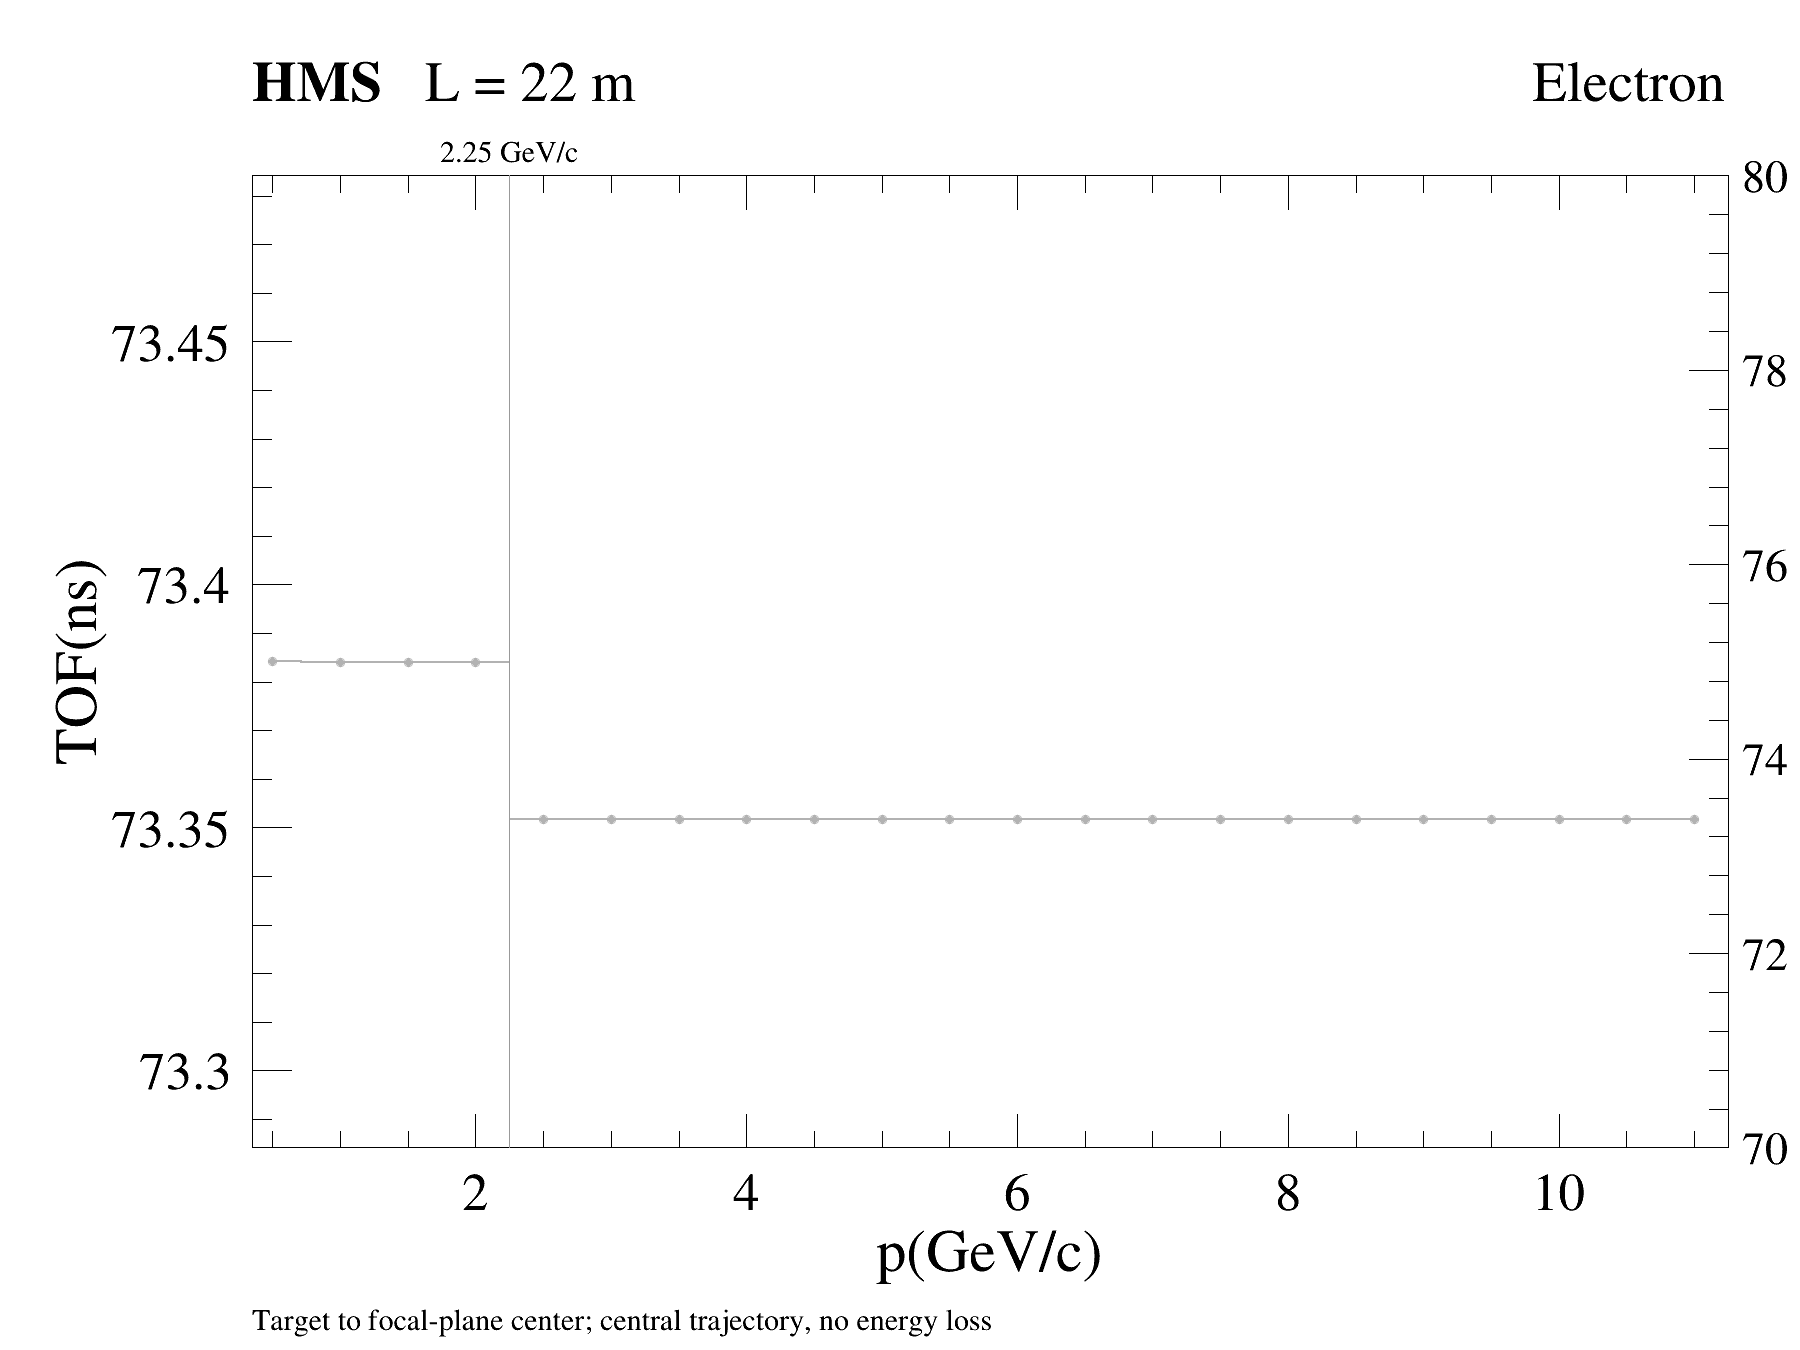 HMS L = 22 m
Electron
2.25 GeV/c
80
73.45
78
73.4
76
TOF(ns)
74
73.35
72
73.3
70
2 4 6 8 10
p(GeV/c)
Target to focal-plane center; central trajectory, no energy loss